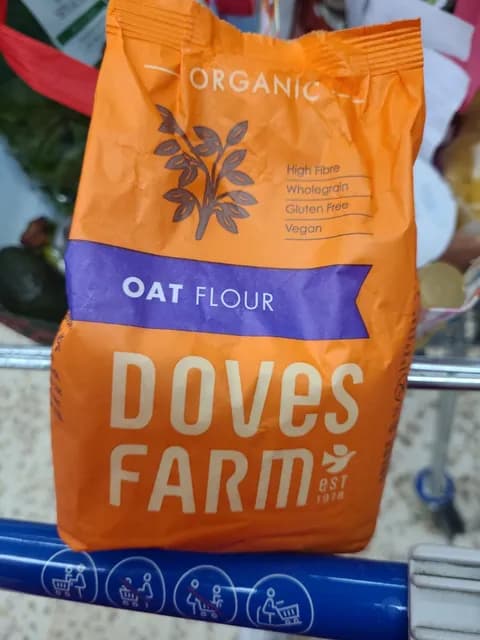 ORGANIC
High Fibre
Wholegrain
Gluten Free
Vegan
OAT FLOUR
DOVES
FARM
EST
1978